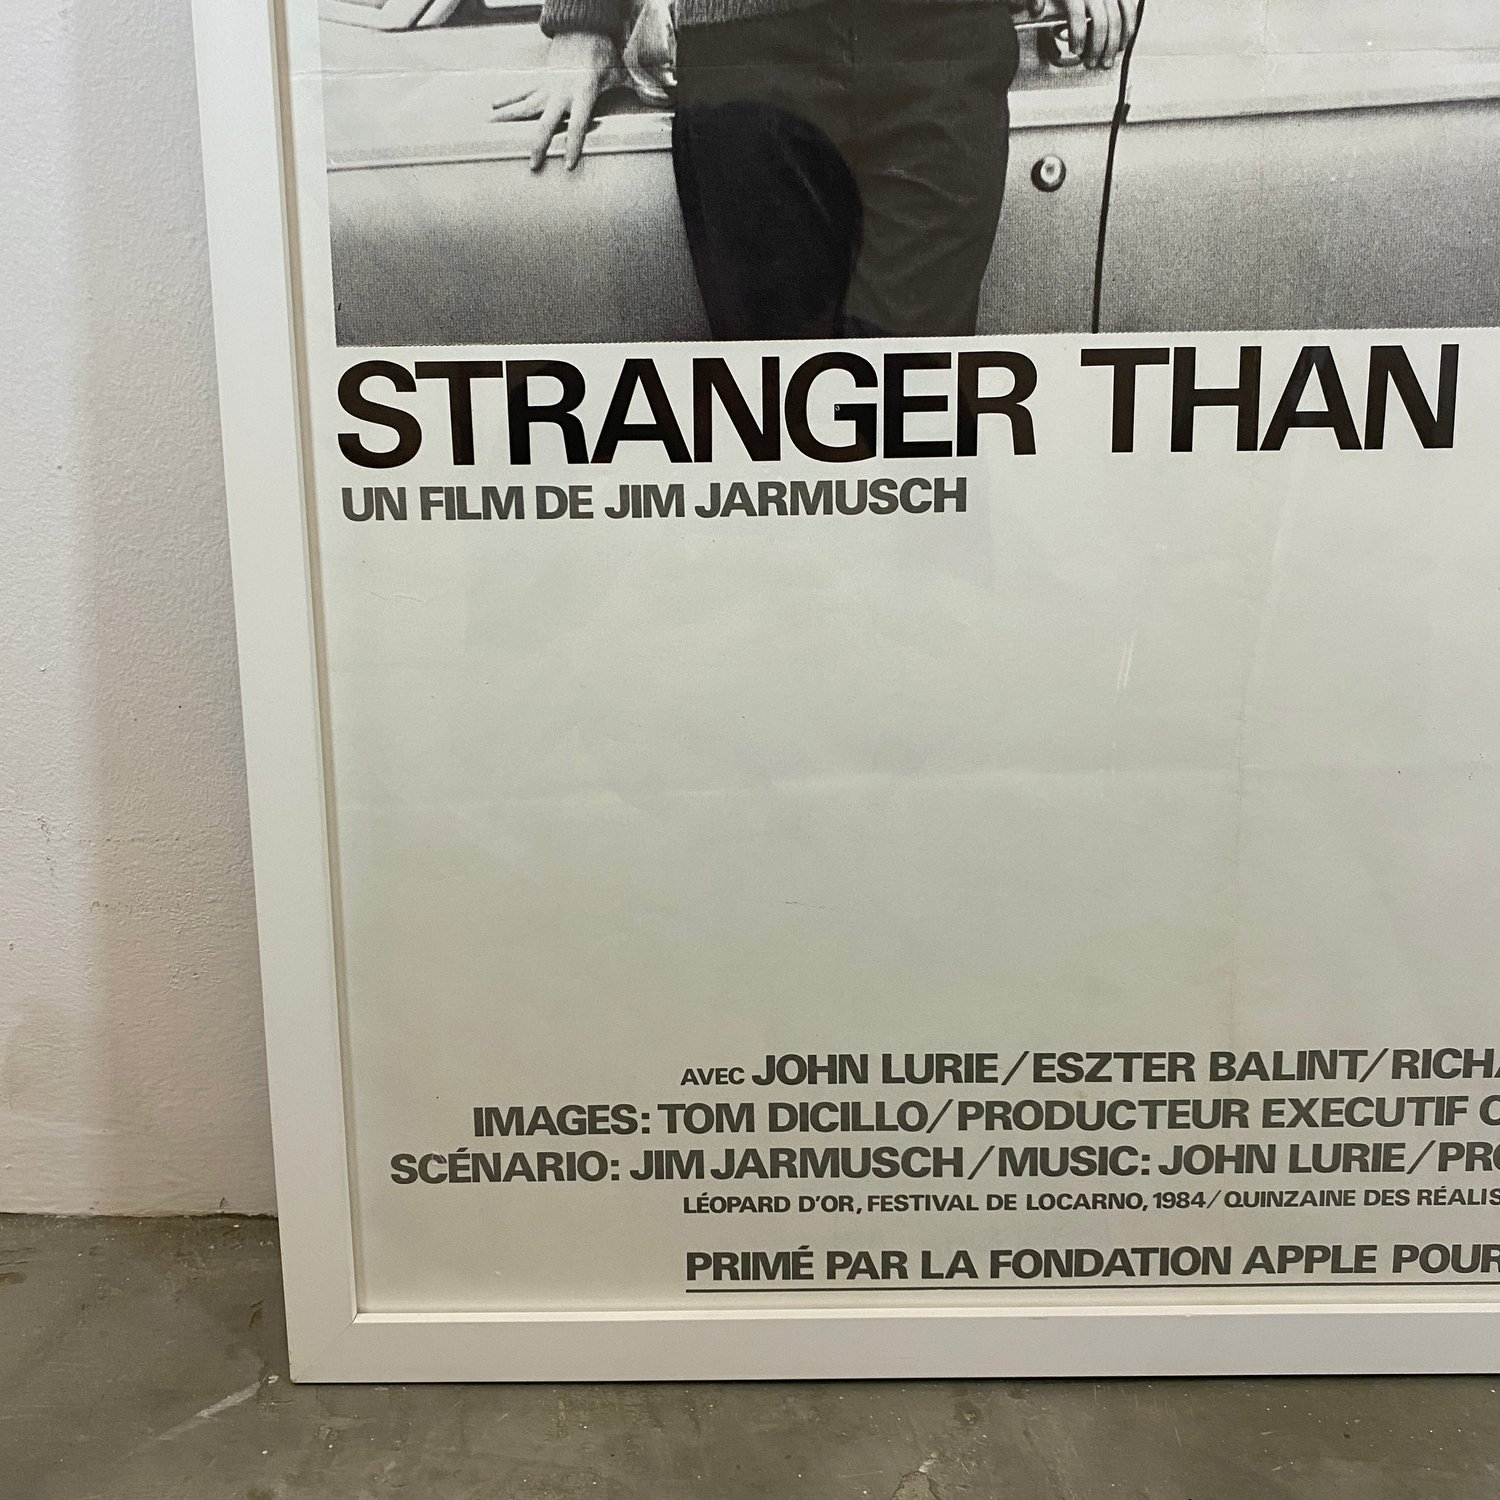 STRANGER THAN
UN FILM DE JIM JARMUSCH
AVEC JOHN LURIE/ESZTER BALINT/RICH
IMAGES: TOM DICILLO/PRODUCTEUR EXECUTIF
SCÉNARIO: JIM JARMUSCH/MUSIC: JOHN LURIE/PRO
LÉOPARD D'OR, FESTIVAL DE LOCARNO, 1984/QUINZAINE DES RÉALIS
PRIMÉ PAR LA FONDATION APPLE POUR